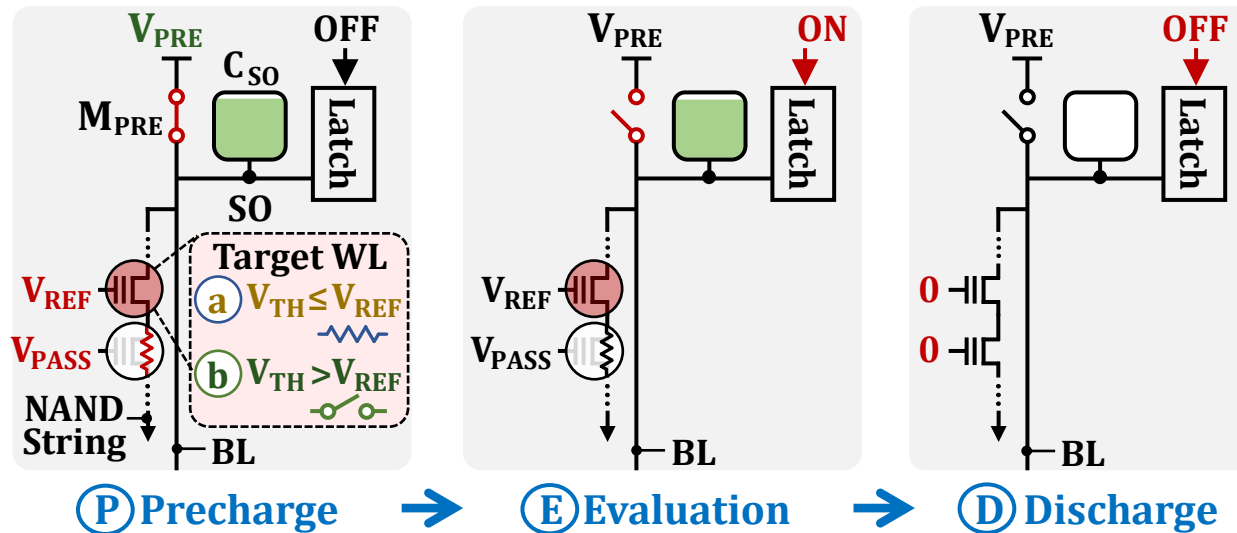 V_PRE
OFF
C_SO
M_PRE
Latch
SO
Target WL
V_REF
a V_TH ≤ V_REF
V_PASS
b V_TH > V_REF
NAND
String
BL
P Precharge
V_PRE
ON
Latch
V_REF
V_PASS
BL
E Evaluation
V_PRE
OFF
Latch
0
0
BL
D Discharge